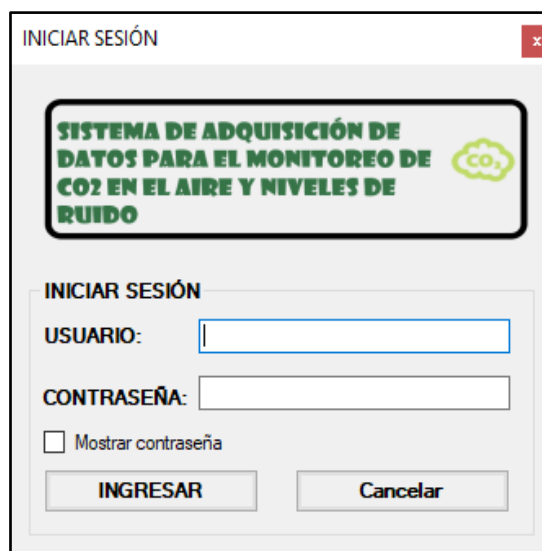 INICIAR SESIÓN
x
SISTEMA DE ADQUISICIÓN DE
DATOS PARA EL MONITOREO DE
CO2 EN EL AIRE Y NIVELES DE
RUIDO
CO₂
INICIAR SESIÓN
USUARIO:
CONTRASEÑA:
Mostrar contraseña
INGRESAR
Cancelar